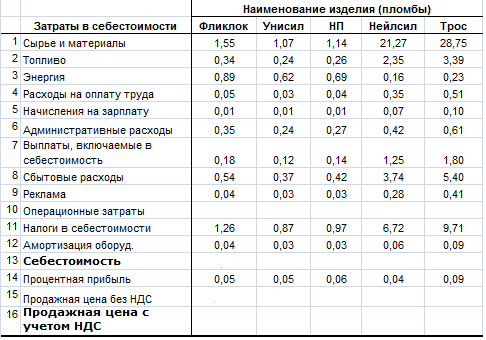 Наименование изделия (пломбы)
Затраты в себестоимости Фликлок Унисил НП Нейлсил Трос
1 Сырье и материалы 1,55 1,07 1,14 21,27 28,75
2 Топливо 0,34 0,24 0,26 2,35 3,39
3 Энергия 0,89 0,62 0,69 0,16 0,23
4 Расходы на оплату труда 0,05 0,03 0,04 0,35 0,51
5 Начисления на зарплату 0,01 0,01 0,01 0,07 0,10
6 Административные расходы 0,35 0,24 0,27 0,42 0,61
7 Выплаты, включаемые в
себестоимость 0,18 0,12 0,14 1,25 1,80
8 Сбытовые расходы 0,54 0,37 0,42 3,74 5,40
9 Реклама 0,04 0,03 0,03 0,28 0,41
10 Операционные затраты
11 Налоги в себестоимости 1,26 0,87 0,97 6,72 9,71
12 Амортизация оборуд. 0,04 0,03 0,03 0,06 0,09
13 Себестоимость
14 Процентная прибыль 0,05 0,05 0,06 0,04 0,09
15 Продажная цена без НДС
16 Продажная цена с
учетом НДС